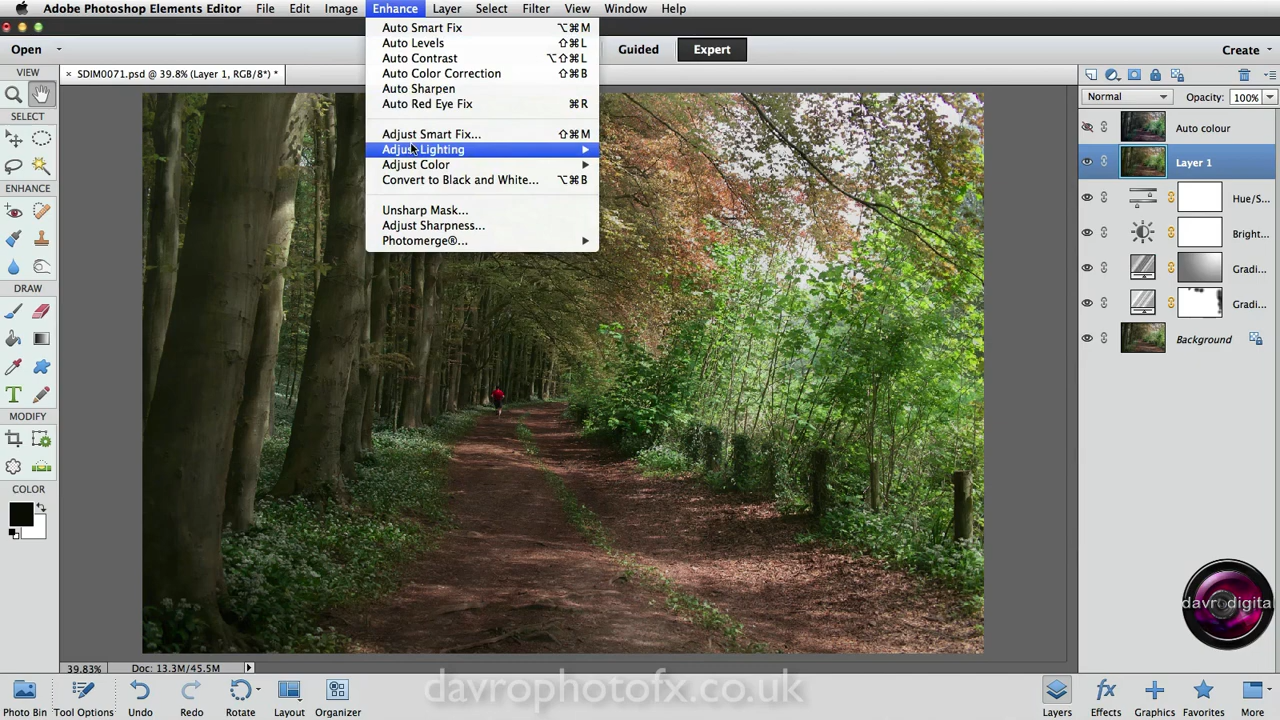 Adobe Photoshop Elements Editor File Edit Image Enhance Layer Select Filter View Window Help
Open
Guided
Expert
Create
VIEW
SELECT
ENHANCE
DRAW
MODIFY
COLOR
SDIM0071.psd @ 39.8% (Layer 1, RGB/8*) *
Auto Smart Fix ⌥⌘M
Auto Levels ⇧⌘L
Auto Contrast ⌥⇧⌘L
Auto Color Correction ⇧⌘B
Auto Sharpen
Auto Red Eye Fix ⌘R
Adjust Smart Fix... ⇧⌘M
Adjust Lighting
Adjust Color
Convert to Black and White... ⌥⌘B
Unsharp Mask...
Adjust Sharpness...
Photomerge®...
Normal
Opacity: 100%
Auto colour
Layer 1
Hue/S...
Bright...
Gradi...
Gradi...
Background
davrodigital
39.83% Doc: 13.3M/45.5M
davrophotofx.co.uk
Photo Bin
Tool Options
Undo
Redo
Rotate
Layout
Organizer
Layers
Effects
Graphics
Favorites
More